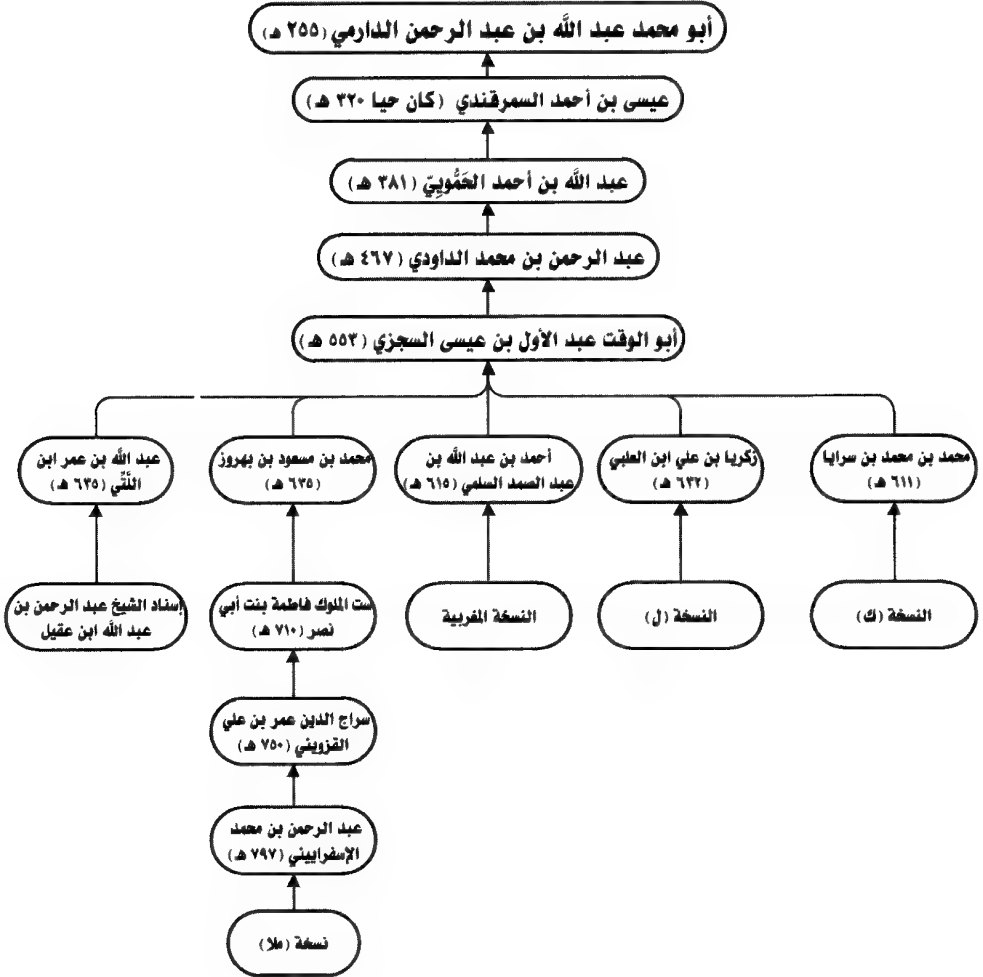 أبو محمد عبد الله بن عبد الرحمن الدارمي (٢٥٥ هـ)
عيسى بن أحمد السمرقندي (كان حيا ٣٢٠ هـ)
عبد الله بن أحمد الحَمُّويِيّ (٣٨١ هـ)
عبد الرحمن بن محمد الداودي (٤٦٧ هـ)
أبو الوقت عبد الأول بن عيسى السجزي (٥٥٣ هـ)
محمد بن محمد بن سرايا
(٦١١ هـ)
زكريا بن علي ابن العلبي
(٦٣٢ هـ)
أحمد بن عبد الله بن
عبد الصمد السلمي (٦١٥ هـ)
محمد بن مسعود بن بهروز
(٦٣٥ هـ)
عبد الله بن عمر ابن
اللَّتِّي (٦٣٥ هـ)
النسخة (ك)
النسخة (ل)
النسخة المغربية
ست الملوك فاطمة بنت أبي
نصر (٧١٠ هـ)
إسناد الشيخ عبد الرحمن بن
عبد الله ابن عقيل
سراج الدين عمر بن علي
القزويني (٧٥٠ هـ)
عبد الرحمن بن محمد
الإسفراييني (٧٩٧ هـ)
نسخة (ملا)